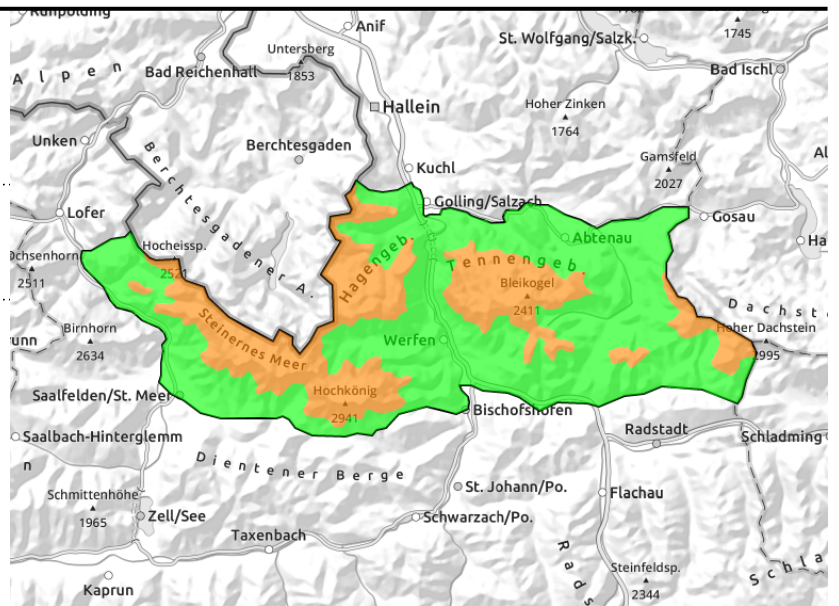 Ruhpolding
Anif
1745
St. Wolfgang/Salzk.
Untersberg
1853
Bad Reichenhall
Bad Ischl
Alpen
Hallein
Hoher Zinken
1764
Unken
Berchtesgaden
Gamsfeld
2027
Kuchl
Golling/Salzach
Lofer
Gosau
Berchtesgadener A.
Hocheissp.
2521
Abtenau
Ochsenhorn
2511
Hagengeb.
Tennengeb.
Bleikogel
2411
Steinernes Meer
Birnhorn
2634
Werfen
Hoher Dachstein
2995
Hochkönig
2941
Saalfelden/St. Meer
Bischofshofen
Saalbach-Hinterglemm
Radstadt
Schladming
n
Dientener Berge
Schmittenhöhe
1965
St. Johann/Po.
Flachau
Zell/See
Schwarzach/Po.
Taxenbach
Steinfeldsp.
2344
Kaprun